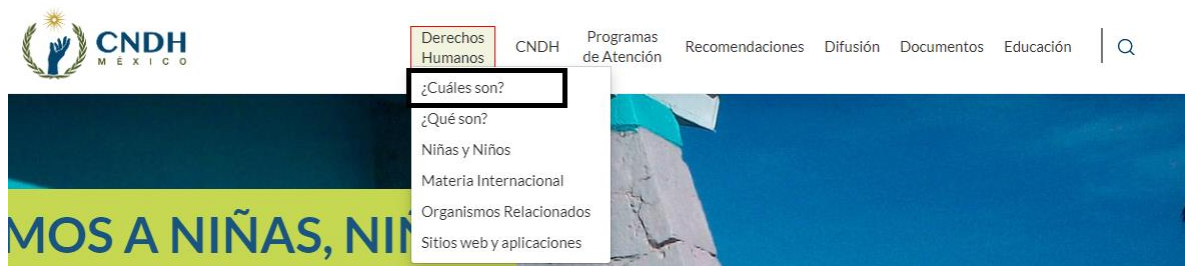 CNDH
MÉXICO
Derechos
Humanos
CNDH
Programas
de Atención
Recomendaciones
Difusión
Documentos
Educación
¿Cuáles son?
¿Qué son?
Niñas y Niños
Materia Internacional
Organismos Relacionados
Sitios web y aplicaciones
MOS A NIÑAS, NIÑ